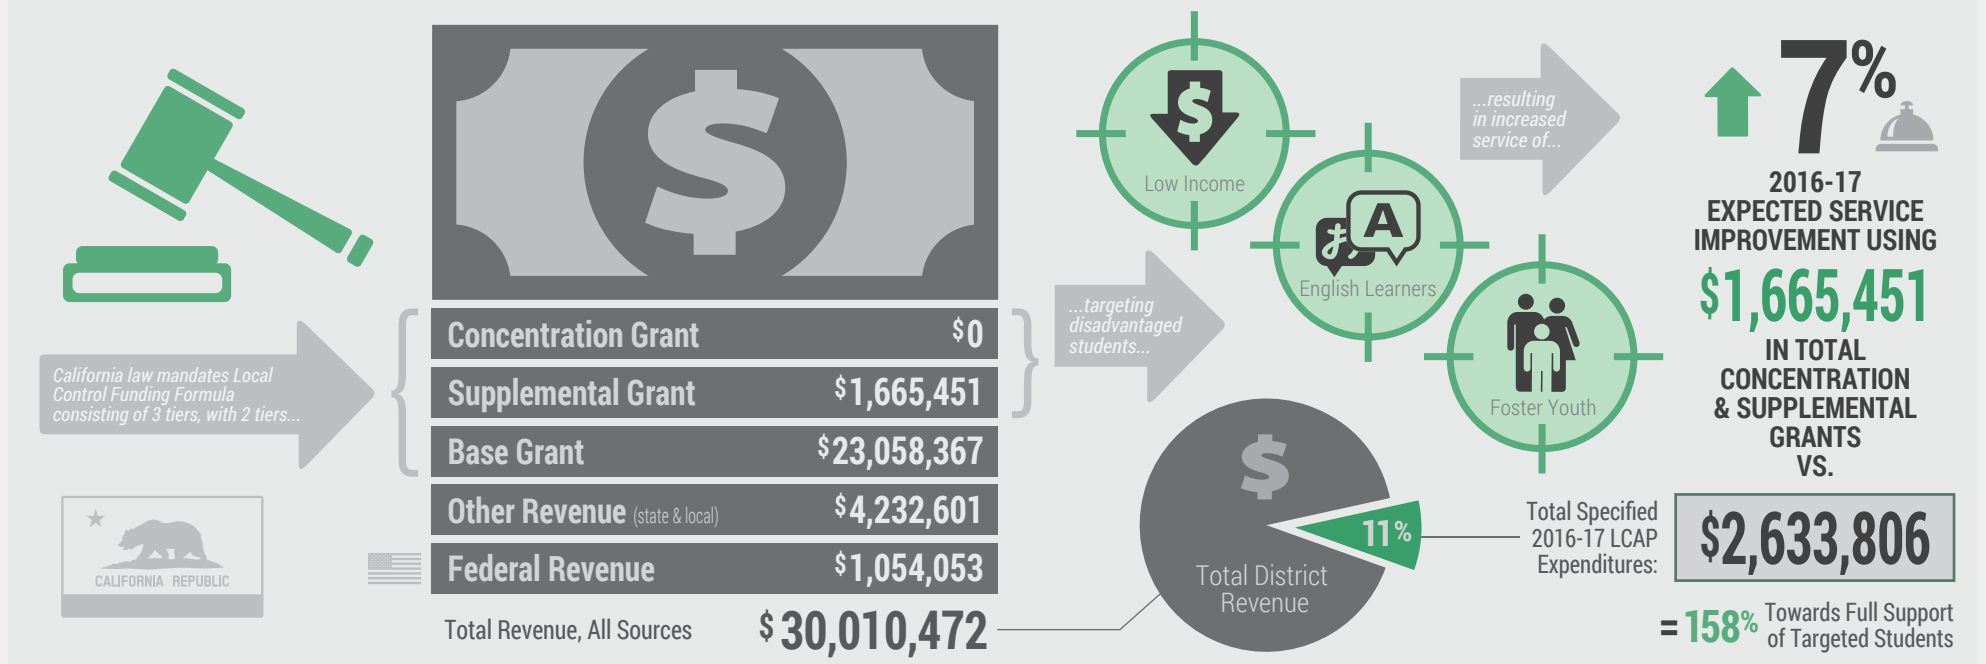 California law mandates Local
Control Funding Formula
consisting of 3 tiers, with 2 tiers...
CALIFORNIA REPUBLIC
$
Concentration Grant $0
Supplemental Grant $1,665,451
Base Grant $23,058,367
Other Revenue (state & local) $4,232,601
Federal Revenue $1,054,053
Total Revenue, All Sources $30,010,472
...targeting
disadvantaged
students...
$
Low Income
あ A
English Learners
Foster Youth
$
11%
Total District
Revenue
...resulting
in increased
service of...
7%
2016-17
EXPECTED SERVICE
IMPROVEMENT USING
$1,665,451
IN TOTAL
CONCENTRATION
& SUPPLEMENTAL
GRANTS
VS.
Total Specified
2016-17 LCAP
Expenditures:
$2,633,806
= 158% Towards Full Support
of Targeted Students